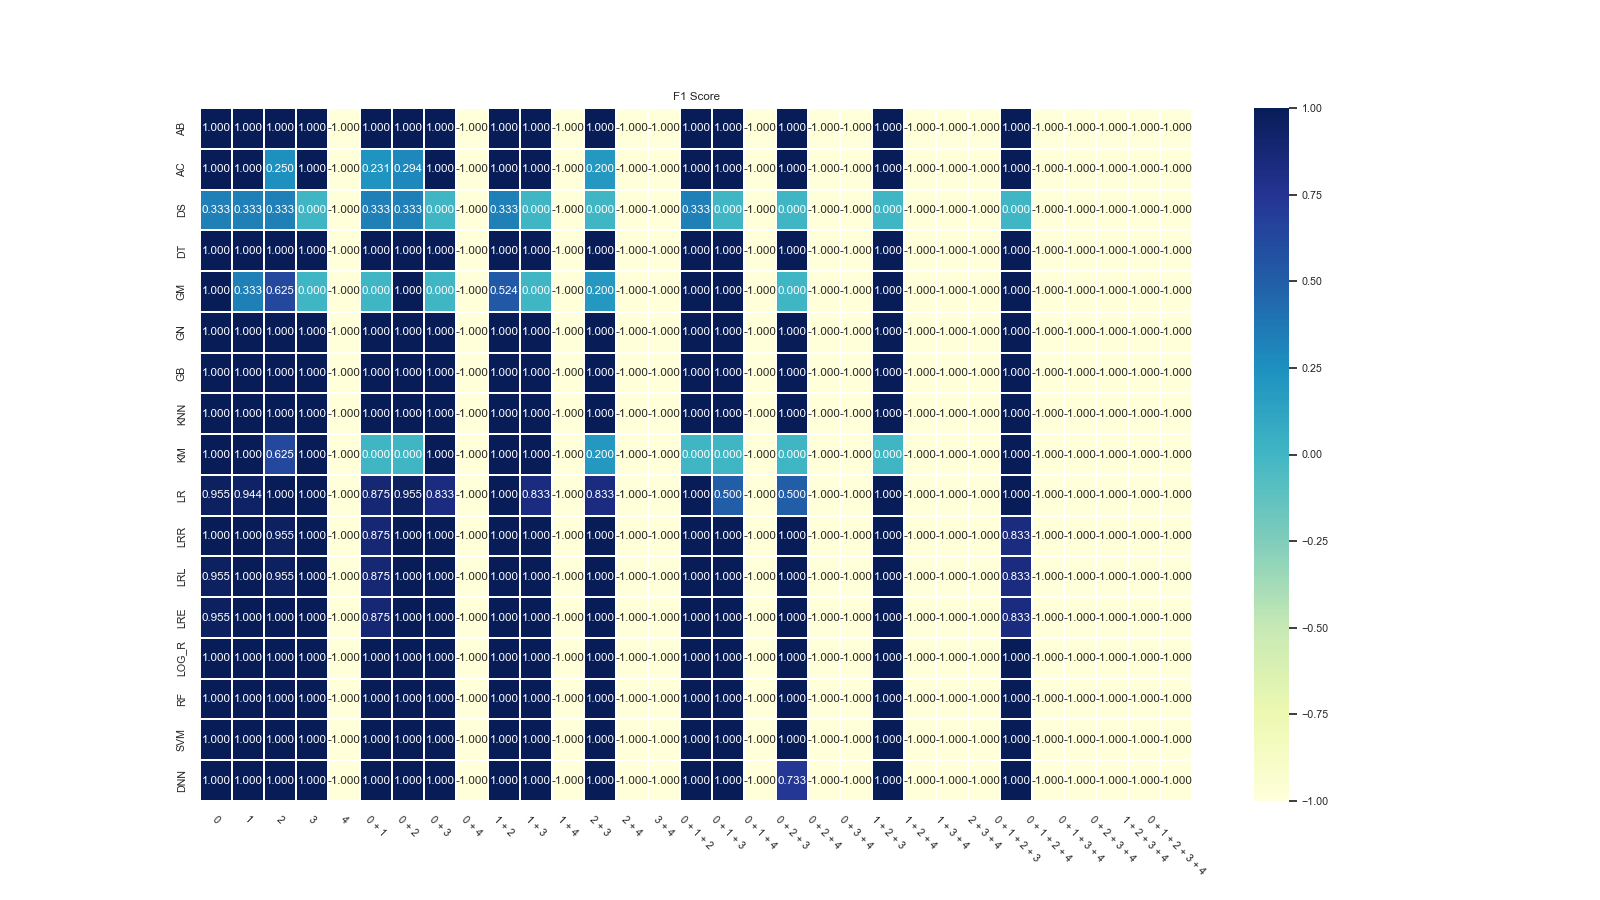 F1 Score
AB 1.000 1.000 1.000 1.000 -1.000 1.000 1.000 1.000 -1.000 1.000 1.000 -1.000 1.000 -1.000 -1.000 1.000 1.000 -1.000 1.000 -1.000 -1.000 1.000 -1.000 -1.000 -1.000 1.000 -1.000 -1.000 -1.000 -1.000 -1.000
AC 1.000 1.000 0.250 1.000 -1.000 0.231 0.294 1.000 -1.000 1.000 1.000 -1.000 0.200 -1.000 -1.000 1.000 1.000 -1.000 1.000 -1.000 -1.000 1.000 -1.000 -1.000 -1.000 1.000 -1.000 -1.000 -1.000 -1.000 -1.000
DS 0.333 0.333 0.333 0.000 -1.000 0.333 0.333 0.000 -1.000 0.333 0.000 -1.000 0.000 -1.000 -1.000 0.333 0.000 -1.000 0.000 -1.000 -1.000 0.000 -1.000 -1.000 -1.000 0.000 -1.000 -1.000 -1.000 -1.000 -1.000
DT 1.000 1.000 1.000 1.000 -1.000 1.000 1.000 1.000 -1.000 1.000 1.000 -1.000 1.000 -1.000 -1.000 1.000 1.000 -1.000 1.000 -1.000 -1.000 1.000 -1.000 -1.000 -1.000 1.000 -1.000 -1.000 -1.000 -1.000 -1.000
GM 1.000 0.333 0.625 0.000 -1.000 0.000 1.000 0.000 -1.000 0.524 0.000 -1.000 0.200 -1.000 -1.000 1.000 1.000 -1.000 0.000 -1.000 -1.000 1.000 -1.000 -1.000 -1.000 1.000 -1.000 -1.000 -1.000 -1.000 -1.000
GN 1.000 1.000 1.000 1.000 -1.000 1.000 1.000 1.000 -1.000 1.000 1.000 -1.000 1.000 -1.000 -1.000 1.000 1.000 -1.000 1.000 -1.000 -1.000 1.000 -1.000 -1.000 -1.000 1.000 -1.000 -1.000 -1.000 -1.000 -1.000
GB 1.000 1.000 1.000 1.000 -1.000 1.000 1.000 1.000 -1.000 1.000 1.000 -1.000 1.000 -1.000 -1.000 1.000 1.000 -1.000 1.000 -1.000 -1.000 1.000 -1.000 -1.000 -1.000 1.000 -1.000 -1.000 -1.000 -1.000 -1.000
KNN 1.000 1.000 1.000 1.000 -1.000 1.000 1.000 1.000 -1.000 1.000 1.000 -1.000 1.000 -1.000 -1.000 1.000 1.000 -1.000 1.000 -1.000 -1.000 1.000 -1.000 -1.000 -1.000 1.000 -1.000 -1.000 -1.000 -1.000 -1.000
KM 1.000 1.000 0.625 1.000 -1.000 0.000 0.000 1.000 -1.000 1.000 1.000 -1.000 0.200 -1.000 -1.000 0.000 0.000 -1.000 0.000 -1.000 -1.000 0.000 -1.000 -1.000 -1.000 1.000 -1.000 -1.000 -1.000 -1.000 -1.000
LR 0.955 0.944 1.000 1.000 -1.000 0.875 0.955 0.833 -1.000 1.000 0.833 -1.000 0.833 -1.000 -1.000 1.000 0.500 -1.000 0.500 -1.000 -1.000 1.000 -1.000 -1.000 -1.000 1.000 -1.000 -1.000 -1.000 -1.000 -1.000
LRR 1.000 1.000 0.955 1.000 -1.000 0.875 1.000 1.000 -1.000 1.000 1.000 -1.000 1.000 -1.000 -1.000 1.000 1.000 -1.000 1.000 -1.000 -1.000 1.000 -1.000 -1.000 -1.000 0.833 -1.000 -1.000 -1.000 -1.000 -1.000
LRL 0.955 1.000 0.955 1.000 -1.000 0.875 1.000 1.000 -1.000 1.000 1.000 -1.000 1.000 -1.000 -1.000 1.000 1.000 -1.000 1.000 -1.000 -1.000 1.000 -1.000 -1.000 -1.000 0.833 -1.000 -1.000 -1.000 -1.000 -1.000
LRE 0.955 1.000 1.000 1.000 -1.000 0.875 1.000 1.000 -1.000 1.000 1.000 -1.000 1.000 -1.000 -1.000 1.000 1.000 -1.000 1.000 -1.000 -1.000 1.000 -1.000 -1.000 -1.000 0.833 -1.000 -1.000 -1.000 -1.000 -1.000
LOG_R 1.000 1.000 1.000 1.000 -1.000 1.000 1.000 1.000 -1.000 1.000 1.000 -1.000 1.000 -1.000 -1.000 1.000 1.000 -1.000 1.000 -1.000 -1.000 1.000 -1.000 -1.000 -1.000 1.000 -1.000 -1.000 -1.000 -1.000 -1.000
RF 1.000 1.000 1.000 1.000 -1.000 1.000 1.000 1.000 -1.000 1.000 1.000 -1.000 1.000 -1.000 -1.000 1.000 1.000 -1.000 1.000 -1.000 -1.000 1.000 -1.000 -1.000 -1.000 1.000 -1.000 -1.000 -1.000 -1.000 -1.000
SVM 1.000 1.000 1.000 1.000 -1.000 1.000 1.000 1.000 -1.000 1.000 1.000 -1.000 1.000 -1.000 -1.000 1.000 1.000 -1.000 1.000 -1.000 -1.000 1.000 -1.000 -1.000 -1.000 1.000 -1.000 -1.000 -1.000 -1.000 -1.000
DNN 1.000 1.000 1.000 1.000 -1.000 1.000 1.000 1.000 -1.000 1.000 1.000 -1.000 1.000 -1.000 -1.000 1.000 1.000 -1.000 0.733 -1.000 -1.000 1.000 -1.000 -1.000 -1.000 1.000 -1.000 -1.000 -1.000 -1.000 -1.000
0
1
2
3
4
0 + 1
0 + 2
0 + 3
0 + 4
1 + 2
1 + 3
1 + 4
2 + 3
2 + 4
3 + 4
0 + 1 + 2
0 + 1 + 3
0 + 1 + 4
0 + 2 + 3
0 + 2 + 4
0 + 3 + 4
1 + 2 + 3
1 + 2 + 4
1 + 3 + 4
2 + 3 + 4
0 + 1 + 2 + 3
0 + 1 + 2 + 4
0 + 1 + 3 + 4
0 + 2 + 3 + 4
1 + 2 + 3 + 4
0 + 1 + 2 + 3 + 4
1.00
0.75
0.50
0.25
0.00
−0.25
−0.50
−0.75
−1.00